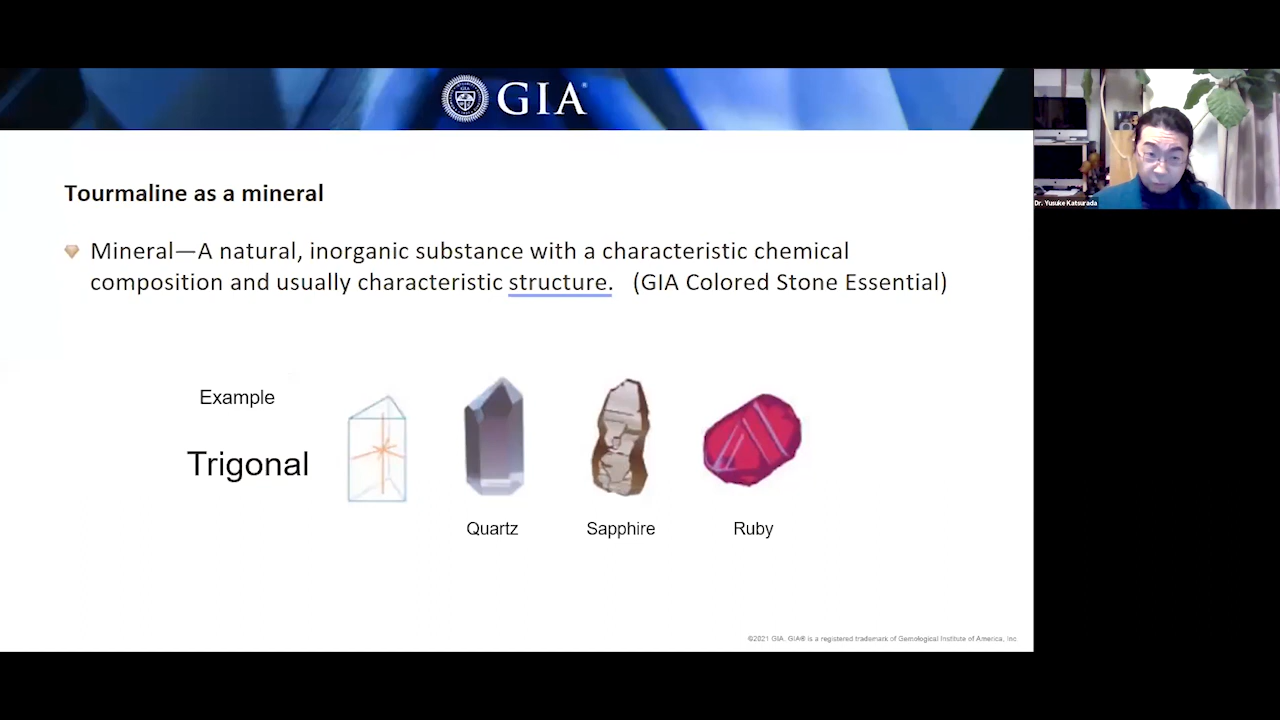 GIA®
Tourmaline as a mineral
Mineral—A natural, inorganic substance with a characteristic chemical
composition and usually characteristic structure. (GIA Colored Stone Essential)
Example
Trigonal
Quartz
Sapphire
Ruby
©2021 GIA. GIA® is a registered trademark of Gemological Institute of America, Inc
Dr. Yusuke Katsurada